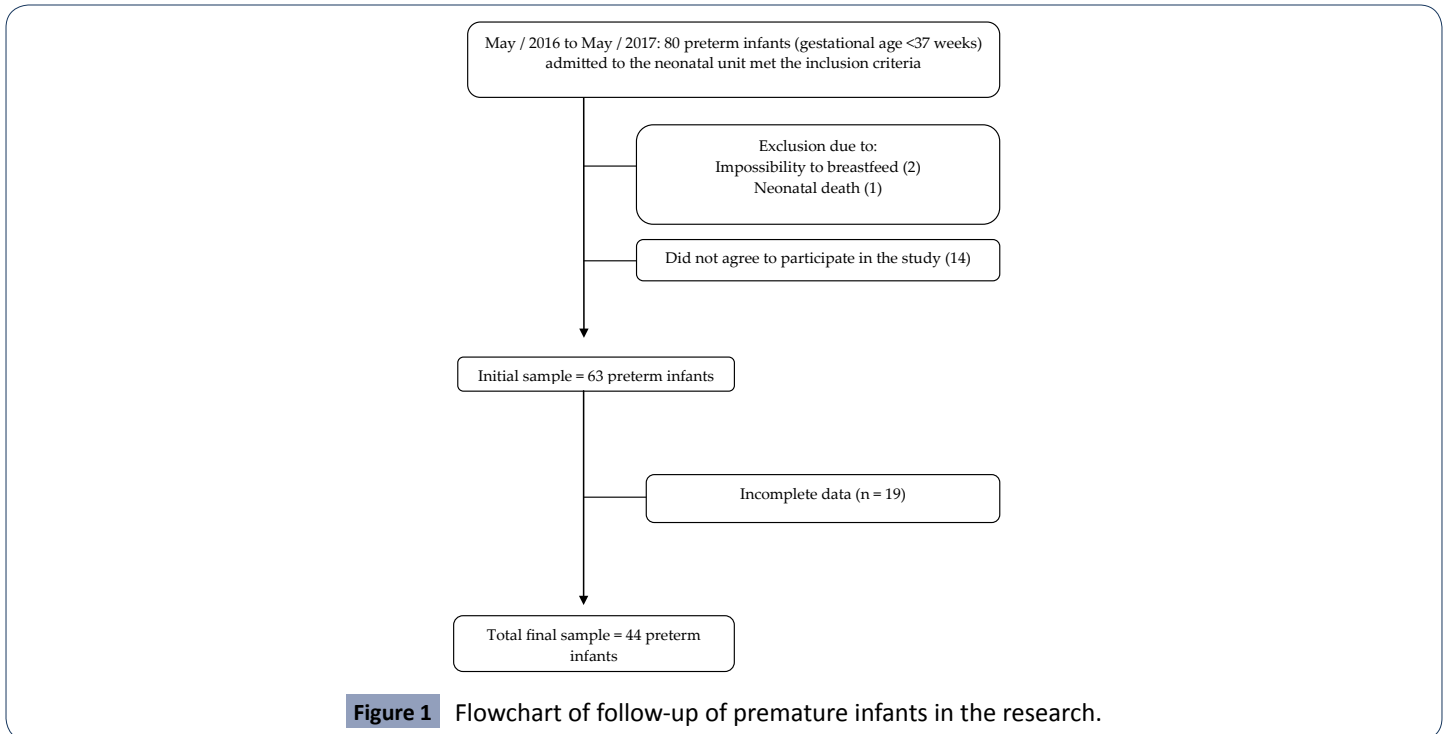 May / 2016 to May / 2017: 80 preterm infants (gestational age <37 weeks)
admitted to the neonatal unit met the inclusion criteria
Exclusion due to:
Impossibility to breastfeed (2)
Neonatal death (1)
Did not agree to participate in the study (14)
Initial sample = 63 preterm infants
Incomplete data (n = 19)
Total final sample = 44 preterm
infants
Figure 1 Flowchart of follow-up of premature infants in the research.